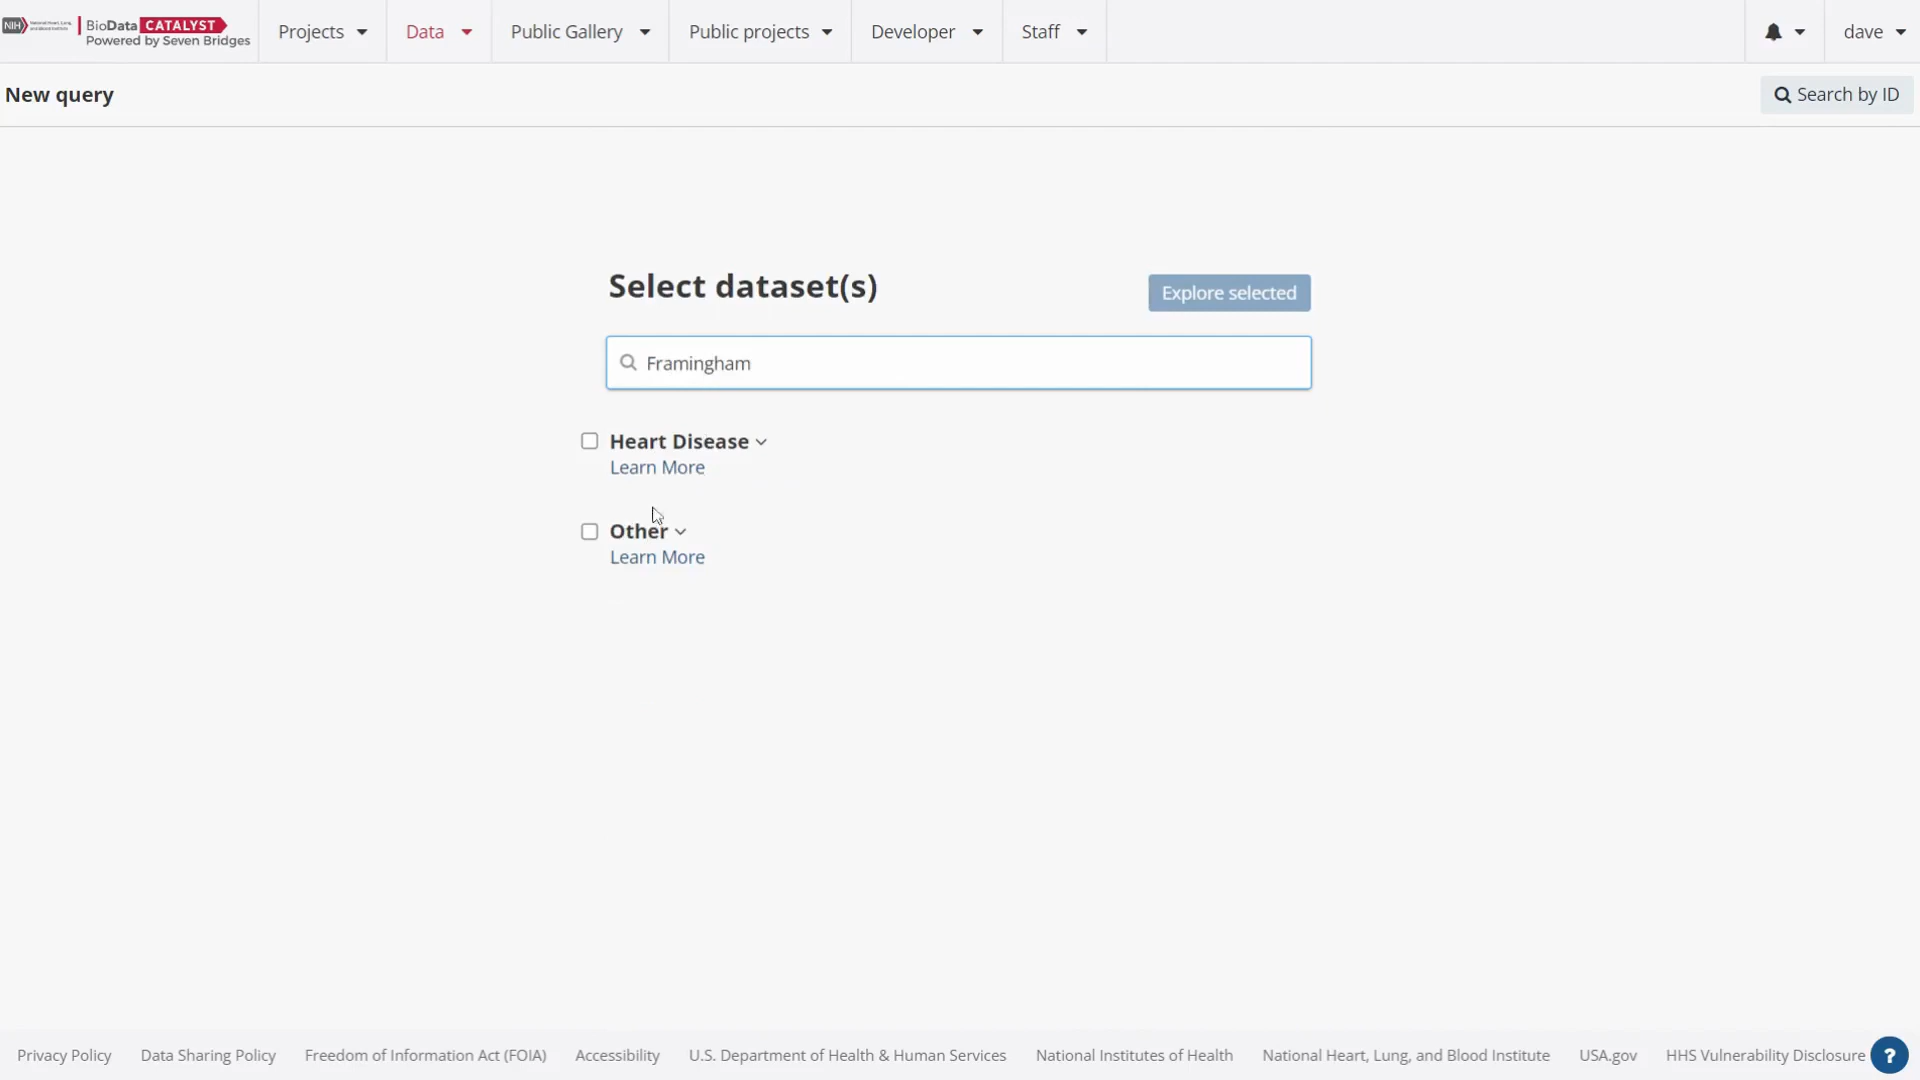 NIH
BioData CATALYST
Powered by Seven Bridges
Projects
Data
Public Gallery
Public projects
Developer
Staff
dave
New query
Search by ID
Select dataset(s)
Explore selected
Framingham
Heart Disease
Learn More
Other
Learn More
Privacy Policy
Data Sharing Policy
Freedom of Information Act (FOIA)
Accessibility
U.S. Department of Health & Human Services
National Institutes of Health
National Heart, Lung, and Blood Institute
USA.gov
HHS Vulnerability Disclosure
?